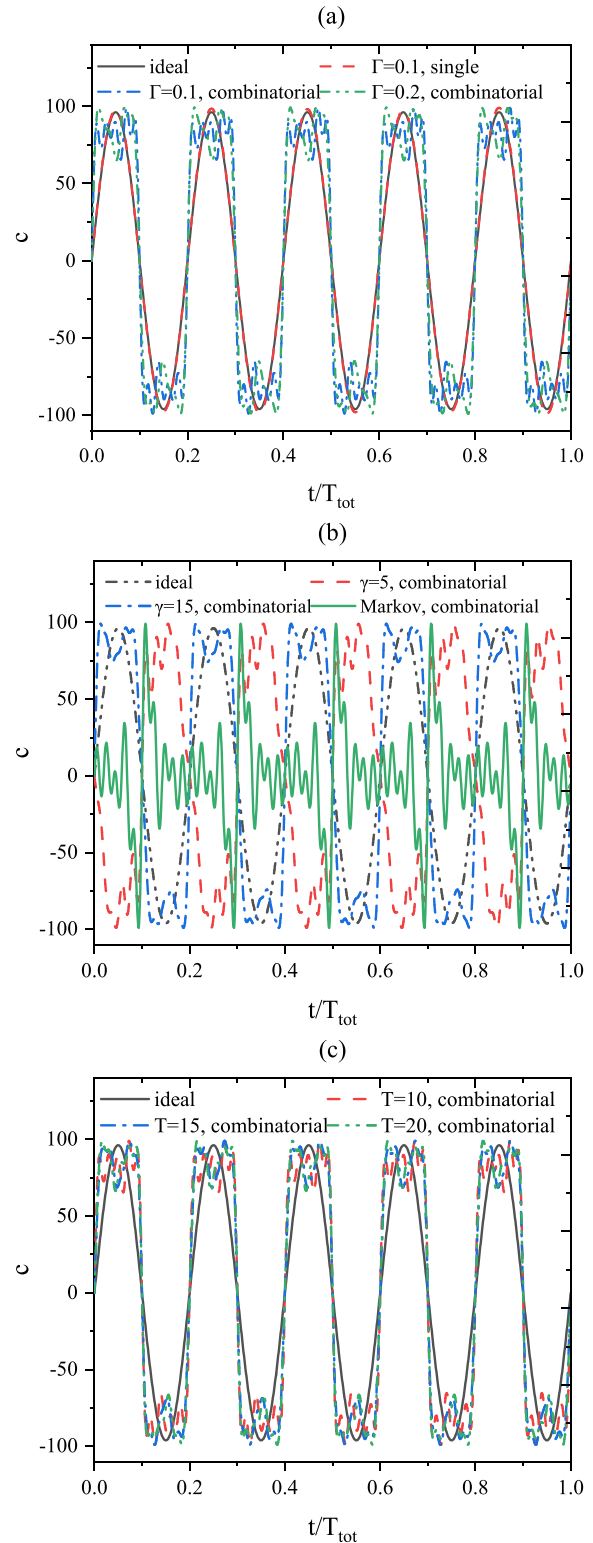 (a)
ideal
Γ=0.1, single
Γ=0.1, combinatorial
Γ=0.2, combinatorial
100
50
0
-50
-100
c
0.0 0.2 0.4 0.6 0.8 1.0
t/T_tot
(b)
ideal
γ=5, combinatorial
γ=15, combinatorial
Markov, combinatorial
100
50
0
-50
-100
c
0.0 0.2 0.4 0.6 0.8 1.0
t/T_tot
(c)
ideal
T=10, combinatorial
T=15, combinatorial
T=20, combinatorial
100
50
0
-50
-100
c
0.0 0.2 0.4 0.6 0.8 1.0
t/T_tot